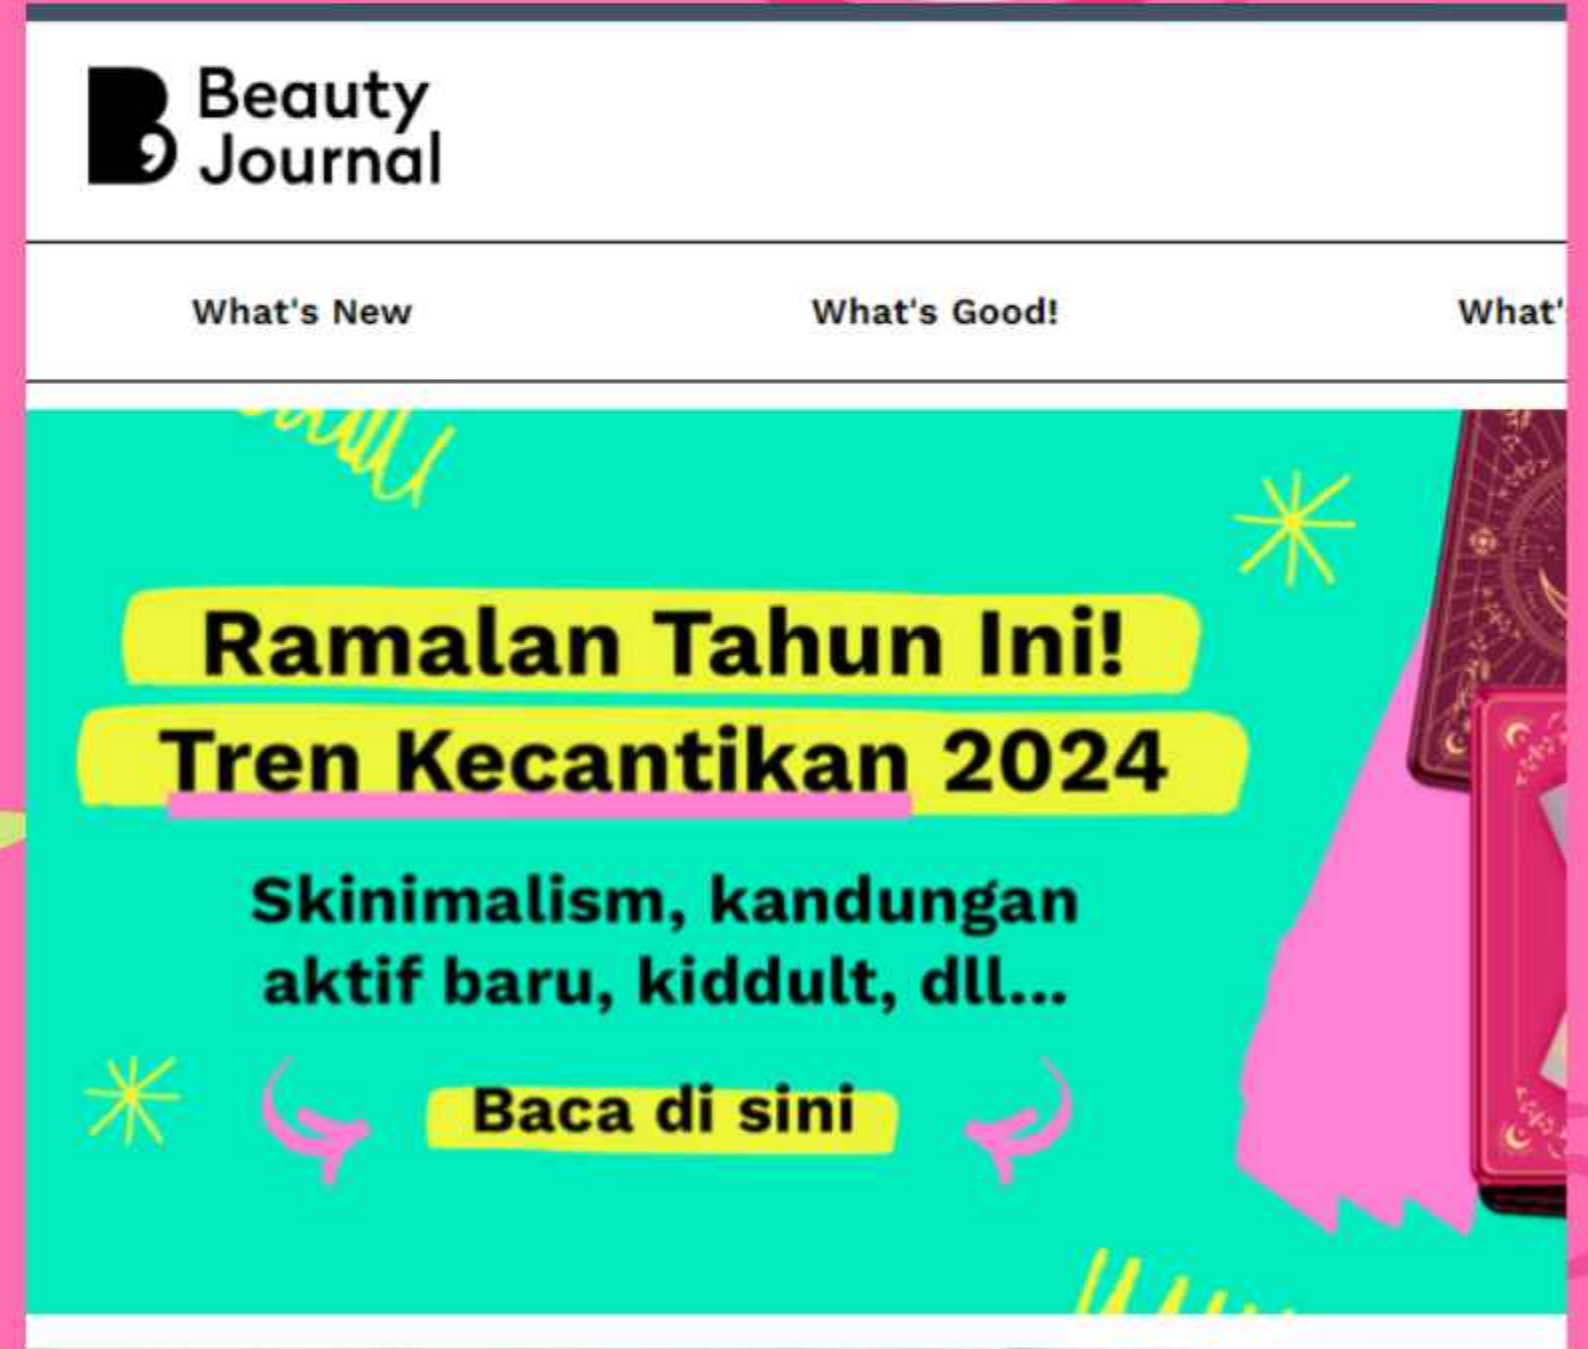 Beauty
Journal
What's New What's Good! What'
Ramalan Tahun Ini!
Tren Kecantikan 2024
Skinimalism, kandungan
aktif baru, kiddult, dll...
Baca di sini